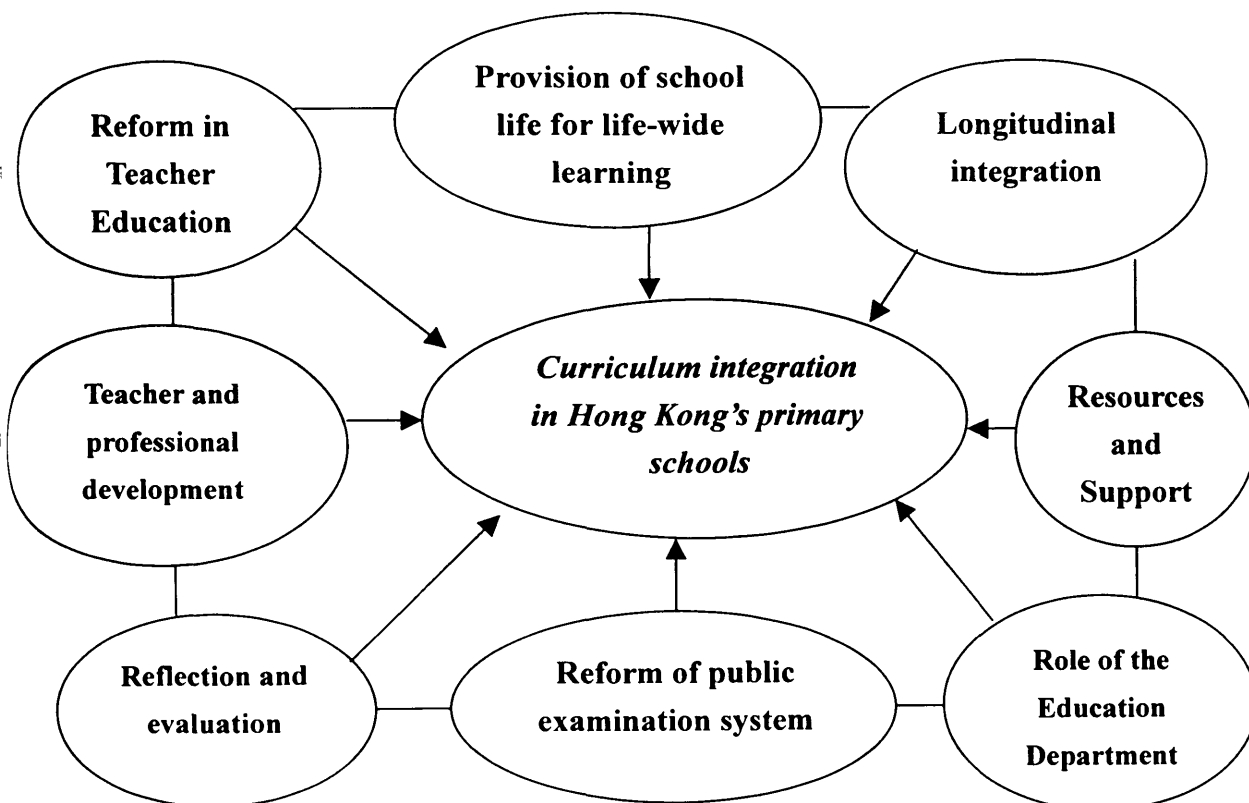 Provision of school
life for life-wide
learning
Reform in
Teacher
Education
Longitudinal
integration
Curriculum integration
in Hong Kong's primary
schools
Teacher and
professional
development
Resources
and
Support
Reflection and
evaluation
Reform of public
examination system
Role of the
Education
Department